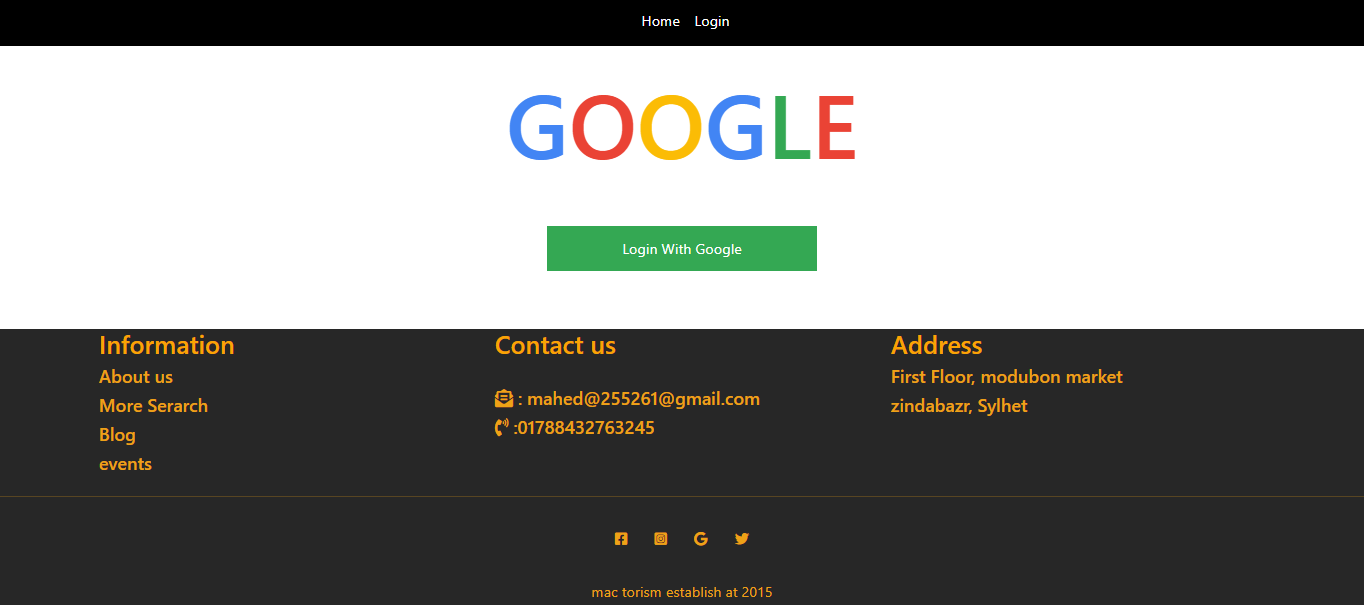 Home Login
GOOGLE
Login With Google
Information
About us
More Serarch
Blog
events
Contact us
: mahed@255261@gmail.com
:01788432763245
Address
First Floor, modubon market
zindabazr, Sylhet
mac torism establish at 2015